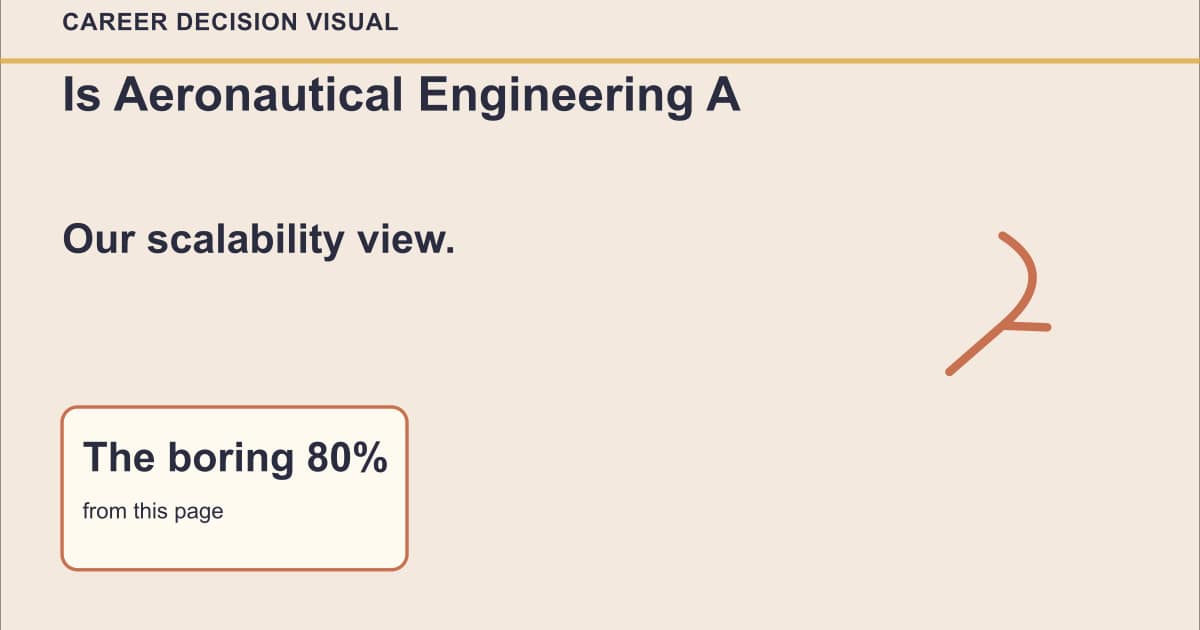 CAREER DECISION VISUAL
Is Aeronautical Engineering A
Our scalability view.
The boring 80%
from this page